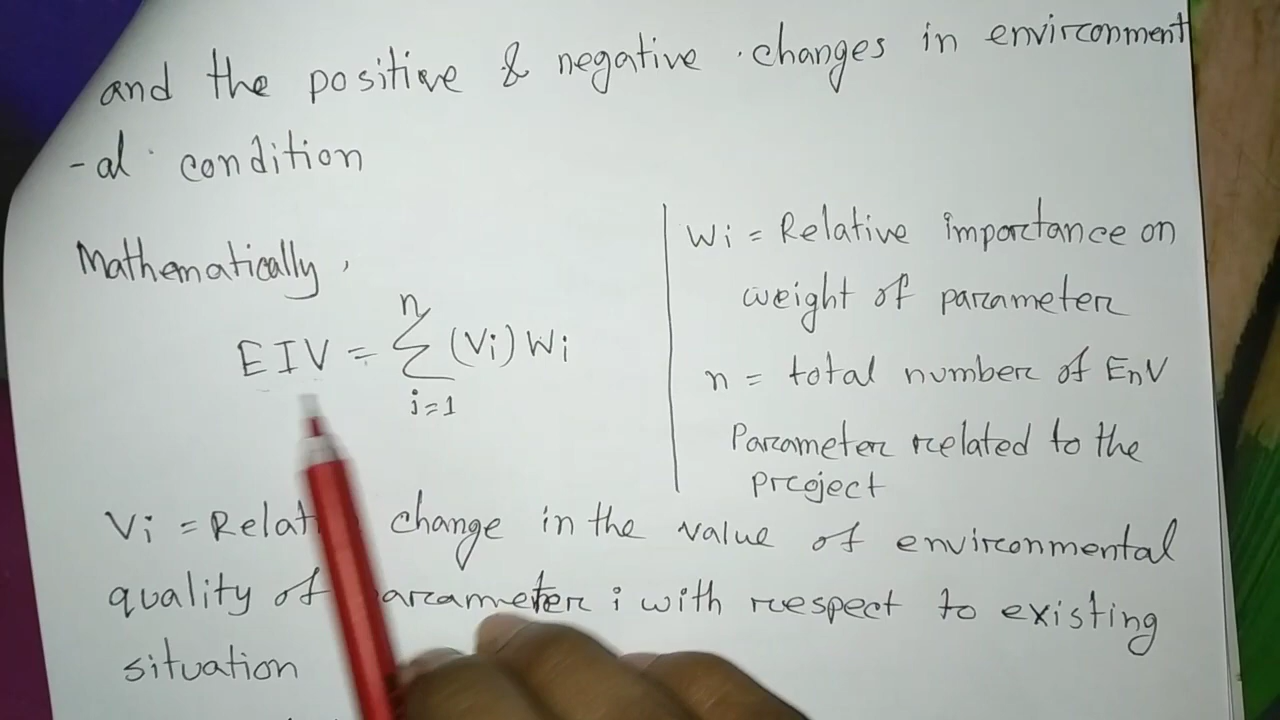 and the positive & negative changes in environment
-al condition
Mathematically,
EIV = n Σ i=1 (Vi) Wi
Wi = Relative importance on
weight of parameter
n = total number of EnV
Parameter related to the
project
Vi = change in the value of environmental
quality of i with respect to existing
situation